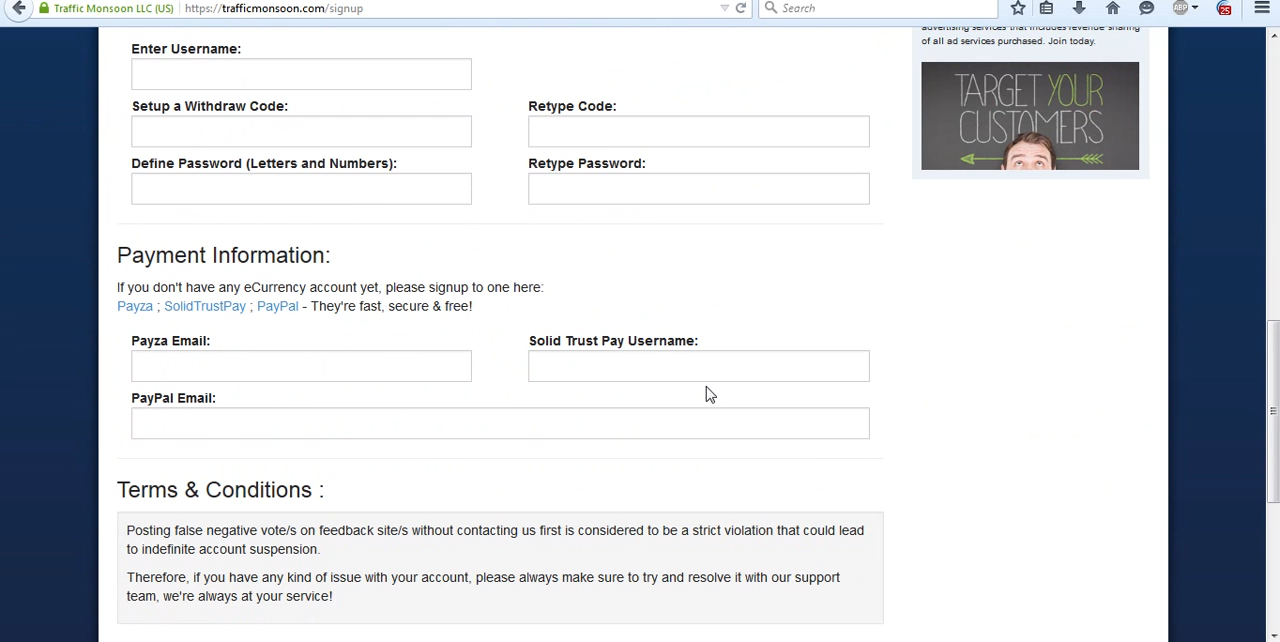 Traffic Monsoon LLC (US)
https://trafficmonsoon.com/signup
Search
ABP
25
advertising services that includes revenue sharing
of all ad services purchased. Join today.
TARGET YOUR
CUSTOMERS
Enter Username:
Setup a Withdraw Code:
Retype Code:
Define Password (Letters and Numbers):
Retype Password:
Payment Information:
If you don't have any eCurrency account yet, please signup to one here:
Payza ; SolidTrustPay ; PayPal - They're fast, secure & free!
Payza Email:
Solid Trust Pay Username:
PayPal Email:
Terms & Conditions :
Posting false negative vote/s on feedback site/s without contacting us first is considered to be a strict violation that could lead
to indefinite account suspension.
Therefore, if you have any kind of issue with your account, please always make sure to try and resolve it with our support
team, we're always at your service!